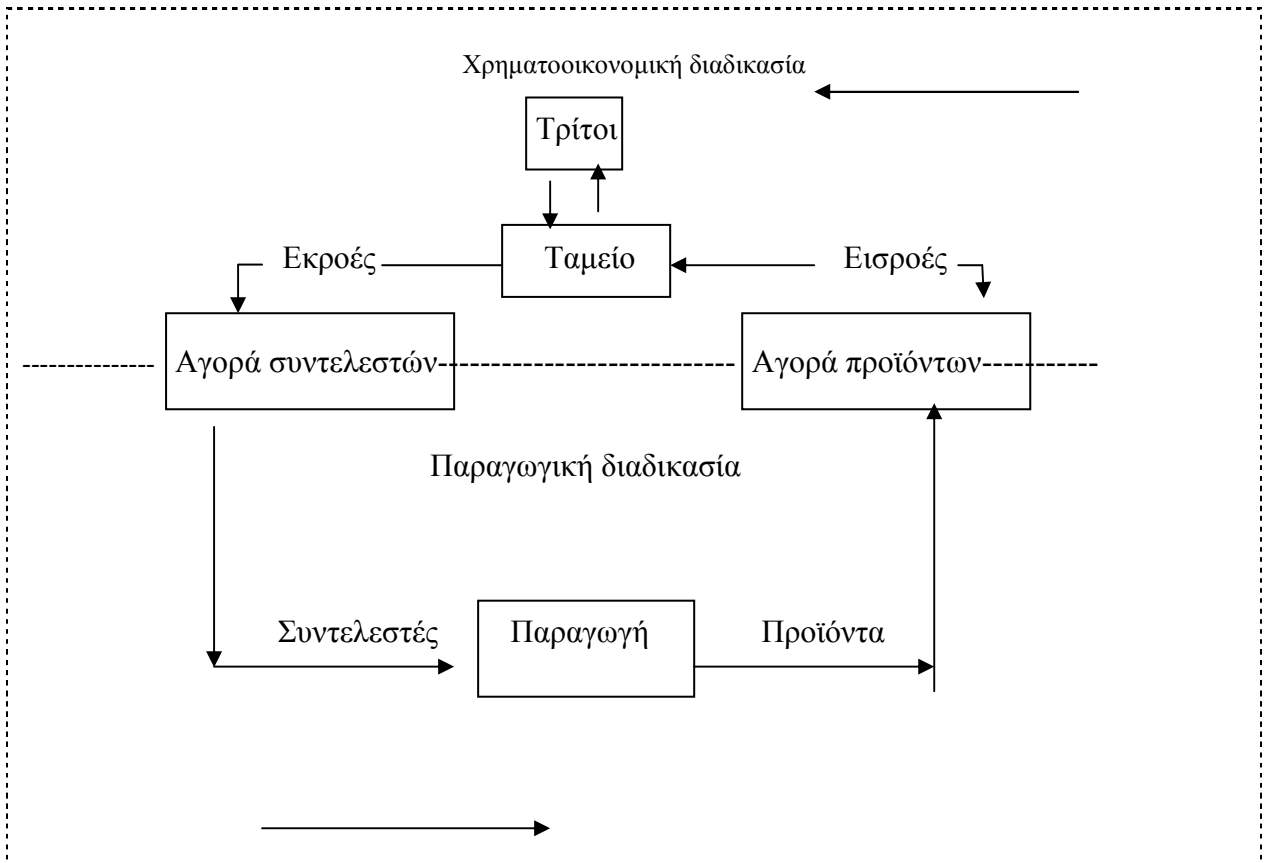 Χρηματοοικονομική διαδικασία
Τρίτοι
Εκροές
Ταμείο
Εισροές
Αγορά συντελεστών
Αγορά προϊόντων
Παραγωγική διαδικασία
Συντελεστές
Παραγωγή
Προϊόντα